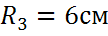 R₃ = 6см